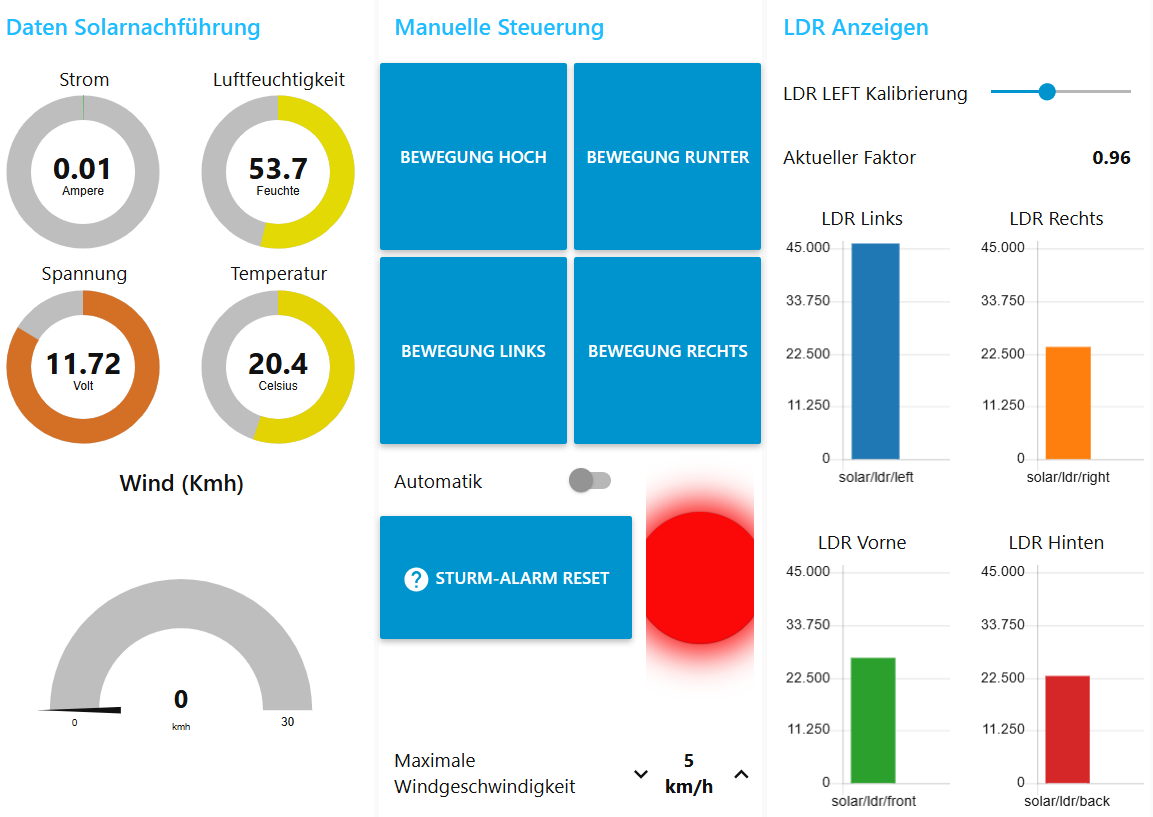 Daten Solarnachführung
Strom
0.01
Ampere
Luftfeuchtigkeit
53.7
Feuchte
Spannung
11.72
Volt
Temperatur
20.4
Celsius
Wind (Kmh)
0
kmh
0
30
Manuelle Steuerung
BEWEGUNG HOCH
BEWEGUNG RUNTER
BEWEGUNG LINKS
BEWEGUNG RECHTS
Automatik
? STURM-ALARM RESET
Maximale
Windgeschwindigkeit
5
km/h
LDR Anzeigen
LDR LEFT Kalibrierung
Aktueller Faktor 0.96
LDR Links
45.000
33.750
22.500
11.250
0
solar/ldr/left
LDR Rechts
45.000
33.750
22.500
11.250
0
solar/ldr/right
LDR Vorne
45.000
33.750
22.500
11.250
0
solar/ldr/front
LDR Hinten
45.000
33.750
22.500
11.250
0
solar/ldr/back